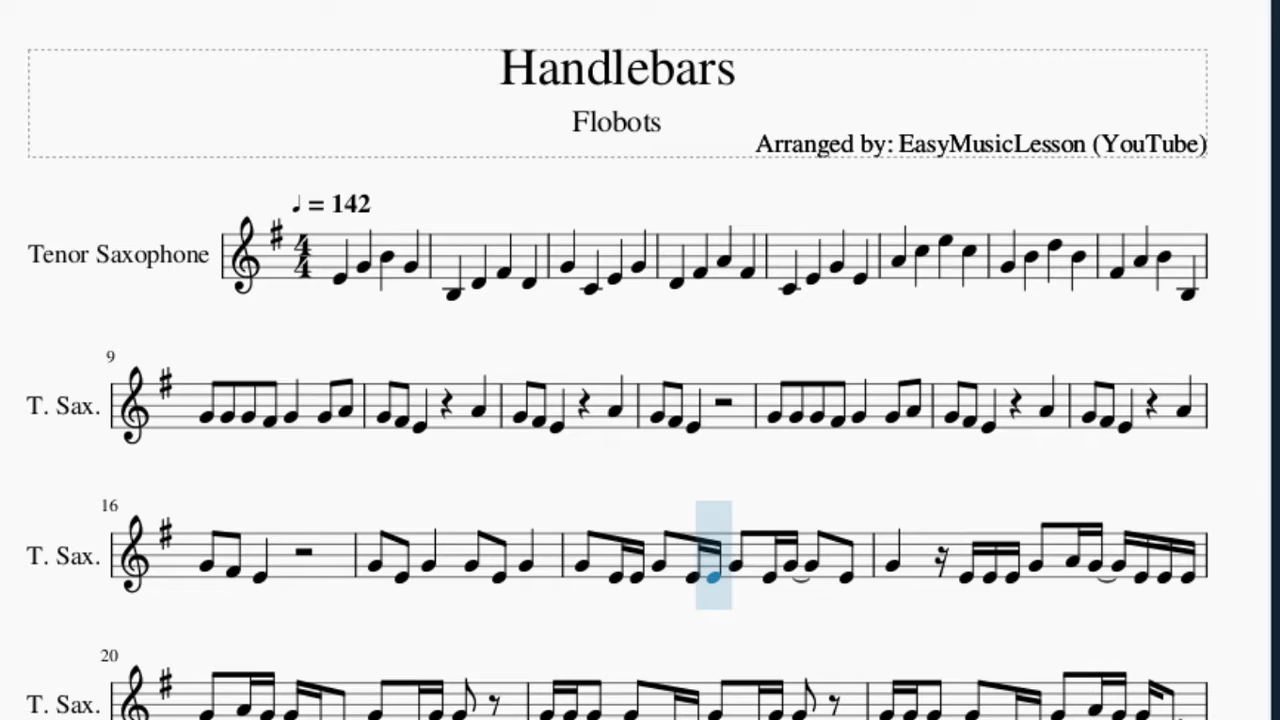 Handlebars
Flobots
Arranged by: EasyMusicLesson (YouTube)
♩ = 142
Tenor Saxophone
4
4
9
T. Sax.
16
T. Sax.
20
T. Sax.